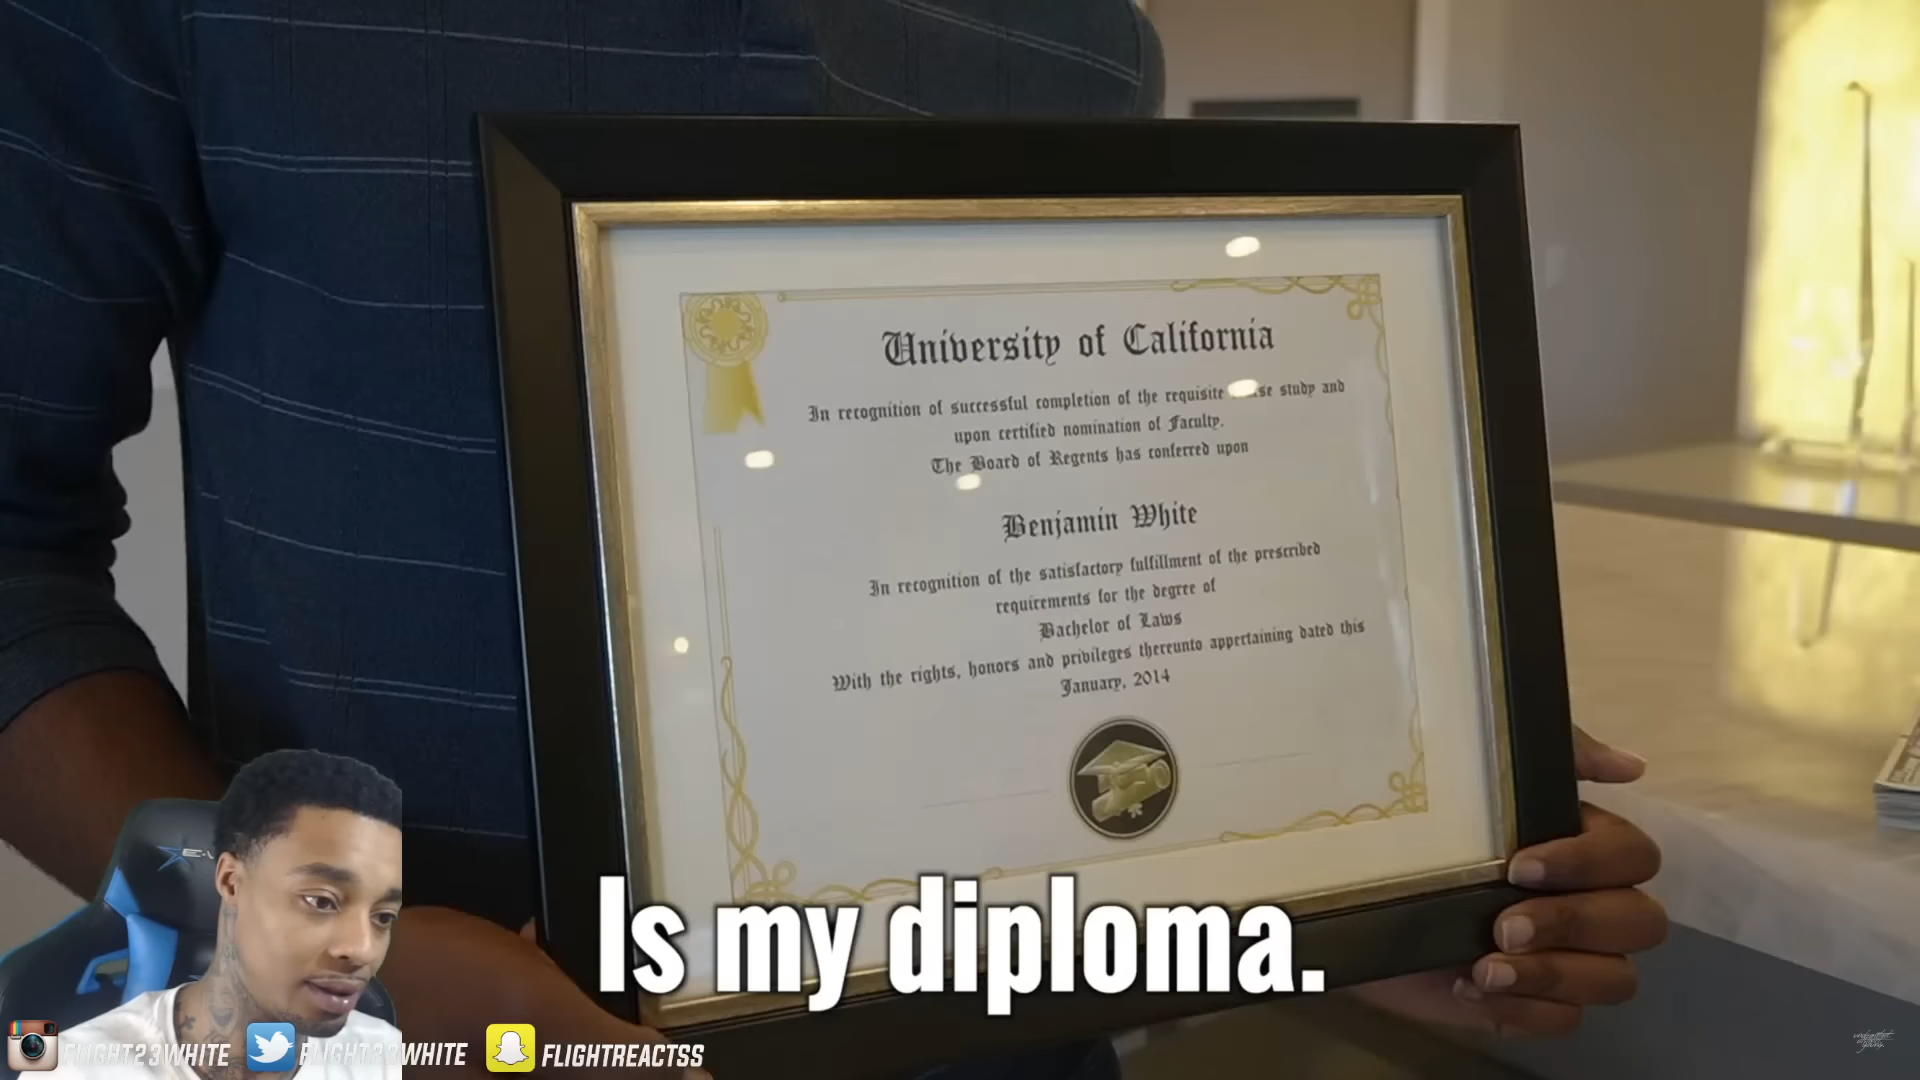 University of California
In recognition of successful completion of the requisite study and
upon certified nomination of Faculty.
The Board of Regents has conferred upon
Benjamin White
In recognition of the satisfactory fulfillment of the prescribed
requirements for the degree of
Bachelor of Laws
With the rights, honors and privileges thereunto appertaining dated this
January, 2014
Is my diploma.
FLIGHT23WHITE
FLIGHT23WHITE
FLIGHTREACTSS